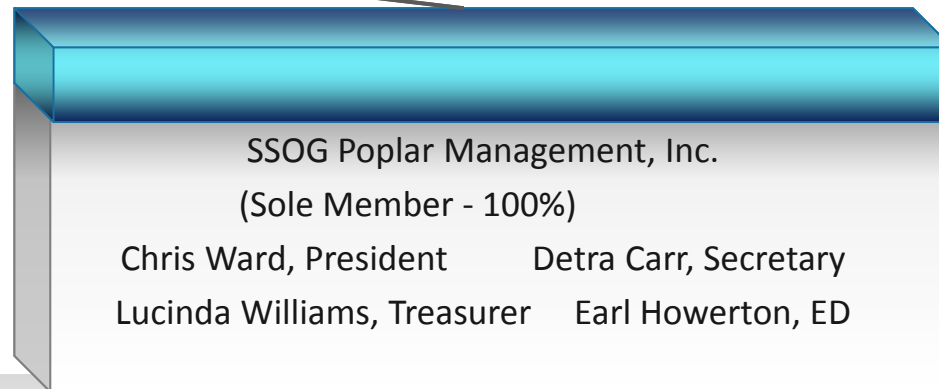 SSOG Poplar Management, Inc.
(Sole Member - 100%)
Chris Ward, President Detra Carr, Secretary
Lucinda Williams, Treasurer Earl Howerton, ED